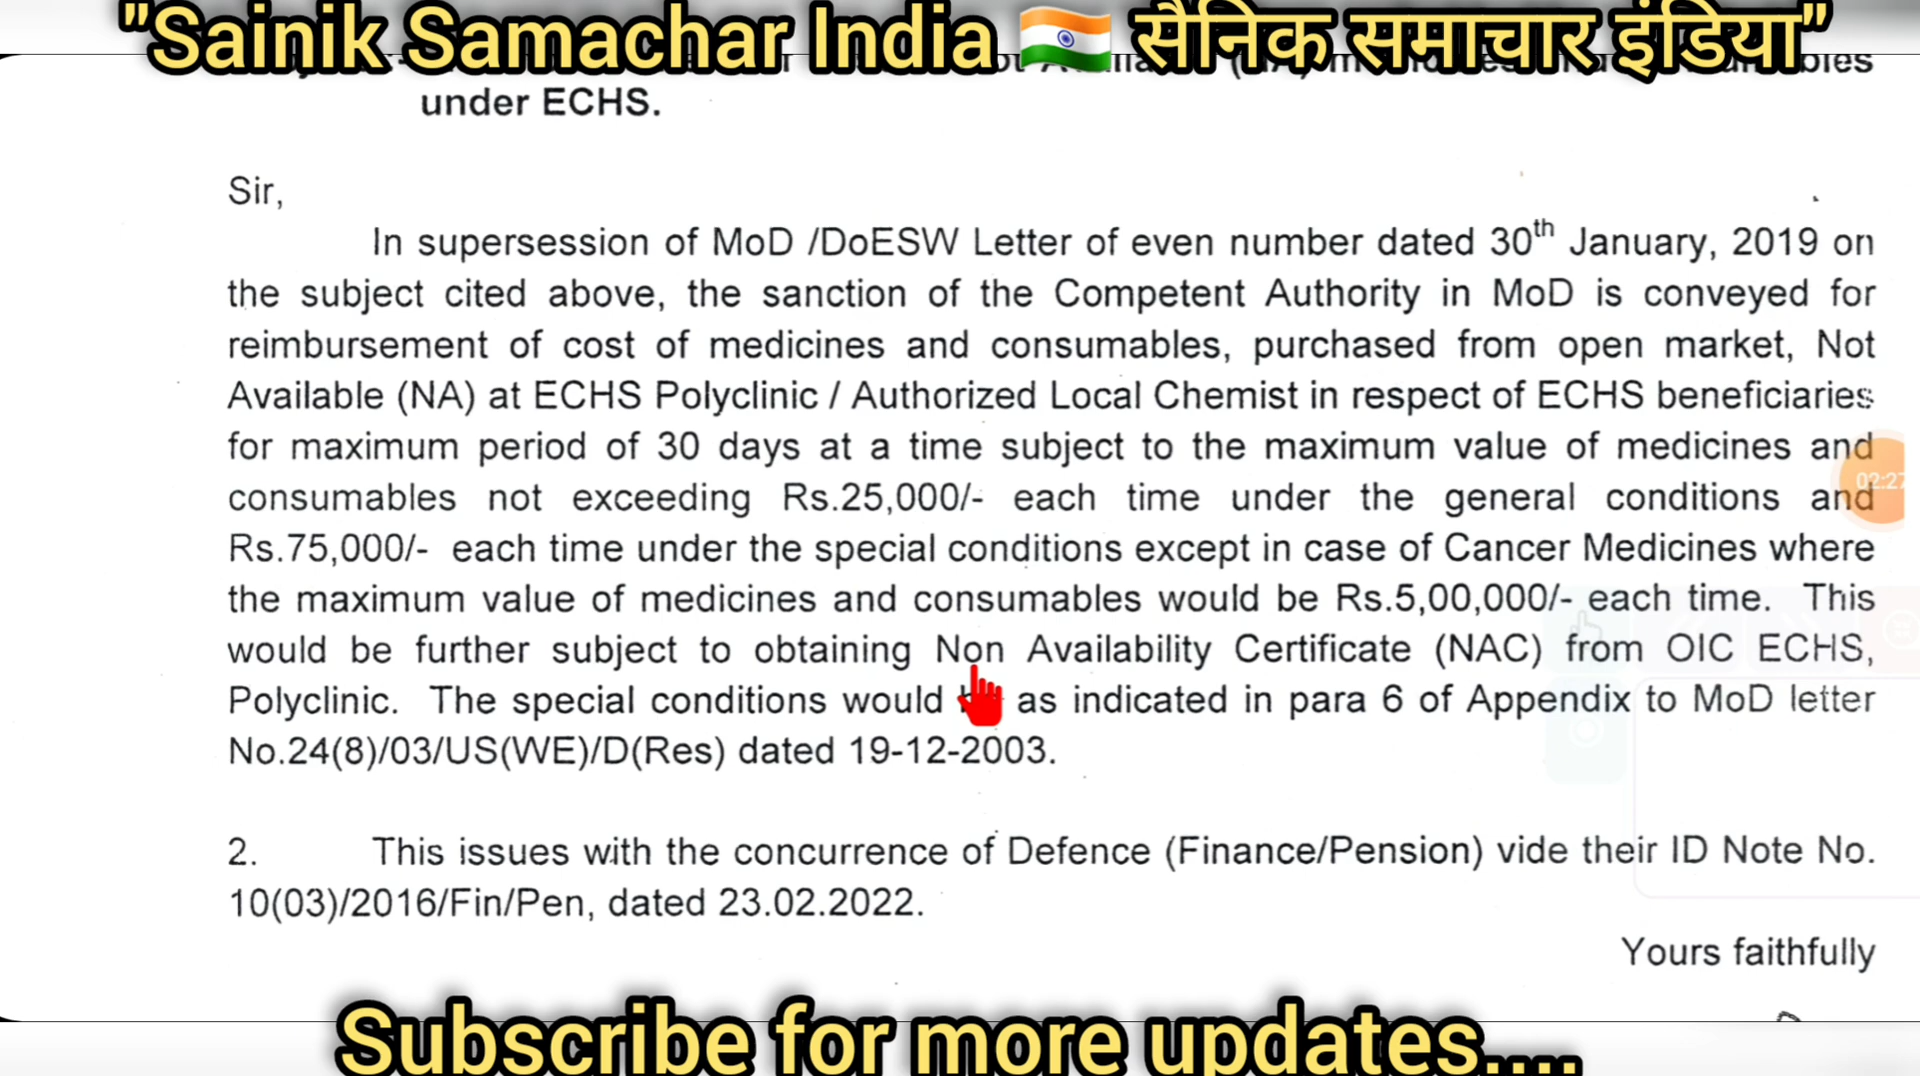 "Sainik Samachar India सैनिक समाचार इंडिया"
under ECHS.
Sir,
In supersession of MoD /DoESW Letter of even number dated 30th January, 2019 on
the subject cited above, the sanction of the Competent Authority in MoD is conveyed for
reimbursement of cost of medicines and consumables, purchased from open market, Not
Available (NA) at ECHS Polyclinic / Authorized Local Chemist in respect of ECHS beneficiaries
for maximum period of 30 days at a time subject to the maximum value of medicines and
consumables not exceeding Rs.25,000/- each time under the general conditions and
02:27
Rs.75,000/- each time under the special conditions except in case of Cancer Medicines where
the maximum value of medicines and consumables would be Rs.5,00,000/- each time. This
would be further subject to obtaining Non Availability Certificate (NAC) from OIC ECHS,
Polyclinic. The special conditions would as indicated in para 6 of Appendix to MoD letter
No.24(8)/03/US(WE)/D(Res) dated 19-12-2003.
2. This issues with the concurrence of Defence (Finance/Pension) vide their ID Note No.
10(03)/2016/Fin/Pen, dated 23.02.2022.
Yours faithfully
Subscribe for more updates....